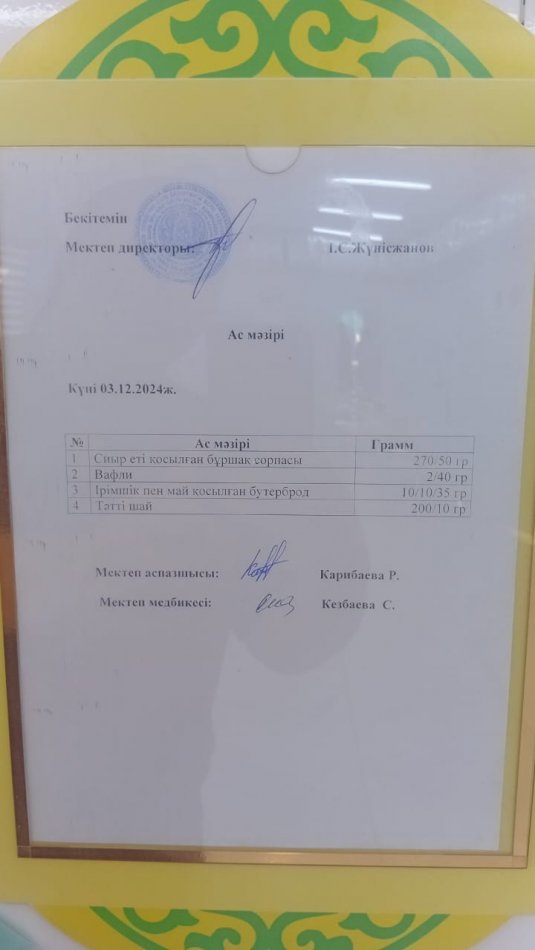 Бекітемін
Мектеп директоры: І.С.Жүнісжанов
Ас мәзірі
Күні 03.12.2024ж.
№ Ас мәзірі Грамм
1 Сиыр еті қосылған бұршақ сорпасы 270/50 гр
2 Вафли 2/40 гр
3 Ірімшік пен май қосылған бутерброд 10/10/35 гр
4 Тәтті шай 200/10 гр
Мектеп аспазшысы: Карибаева Р.
Мектеп медбикесі: Кезбаева С.